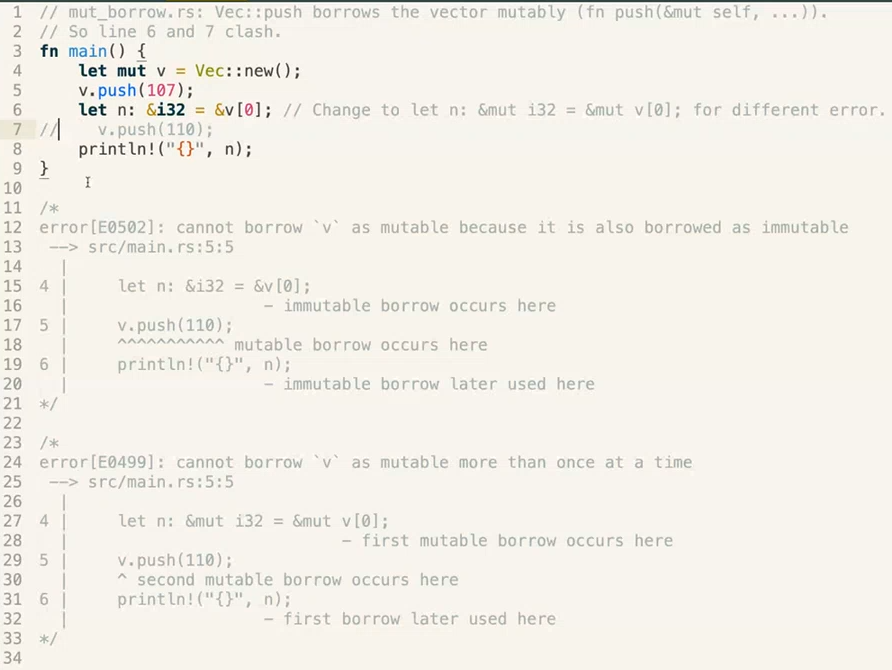 1 // mut_borrow.rs: Vec::push borrows the vector mutably (fn push(&mut self, ...)).
2 // So line 6 and 7 clash.
3 fn main() {
4     let mut v = Vec::new();
5     v.push(107);
6     let n: &i32 = &v[0]; // Change to let n: &mut i32 = &mut v[0]; for different error.
7 //    v.push(110);
8     println!("{}", n);
9 }
10
11 /*
12 error[E0502]: cannot borrow `v` as mutable because it is also borrowed as immutable
13  --> src/main.rs:5:5
14   |
15 4 |     let n: &i32 = &v[0];
16   |                    - immutable borrow occurs here
17 5 |     v.push(110);
18   |     ^^^^^^^^^^^ mutable borrow occurs here
19 6 |     println!("{}", n);
20   |                    - immutable borrow later used here
21 */
22
23 /*
24 error[E0499]: cannot borrow `v` as mutable more than once at a time
25  --> src/main.rs:5:5
26   |
27 4 |     let n: &mut i32 = &mut v[0];
28   |                            - first mutable borrow occurs here
29 5 |     v.push(110);
30   |     ^ second mutable borrow occurs here
31 6 |     println!("{}", n);
32   |                    - first borrow later used here
33 */
34